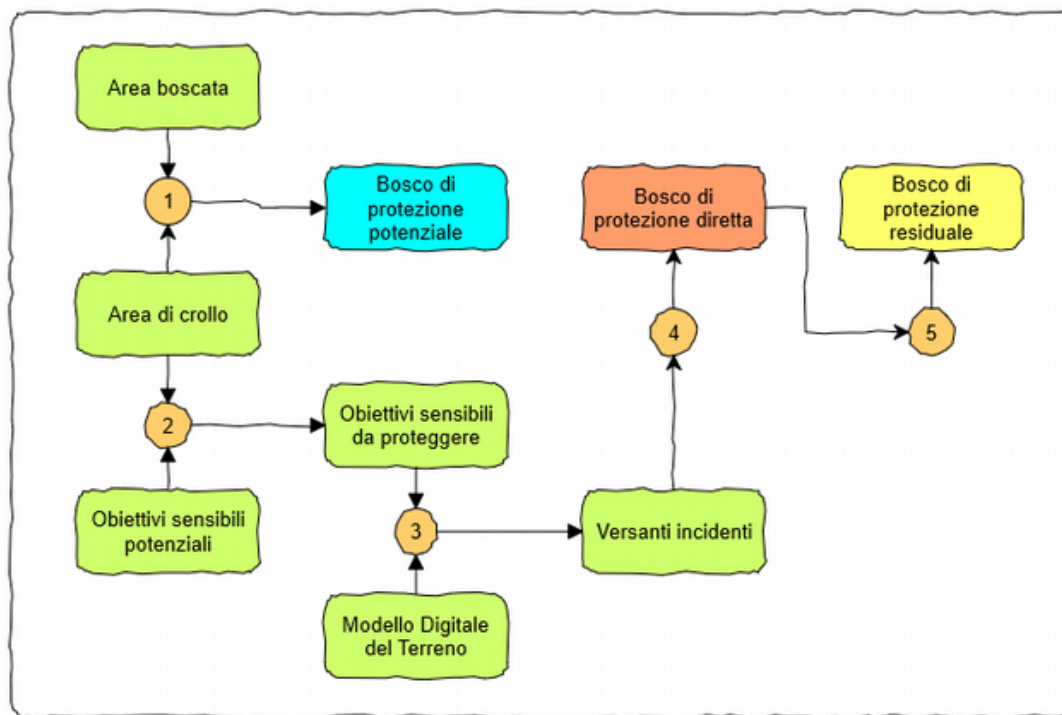 Area boscata
1
Bosco di
protezione
potenziale
Bosco di
protezione diretta
Bosco di
protezione
residuale
Area di crollo
4
5
2
Obiettivi sensibili
da proteggere
Obiettivi sensibili
potenziali
3
Versanti incidenti
Modello Digitale
del Terreno